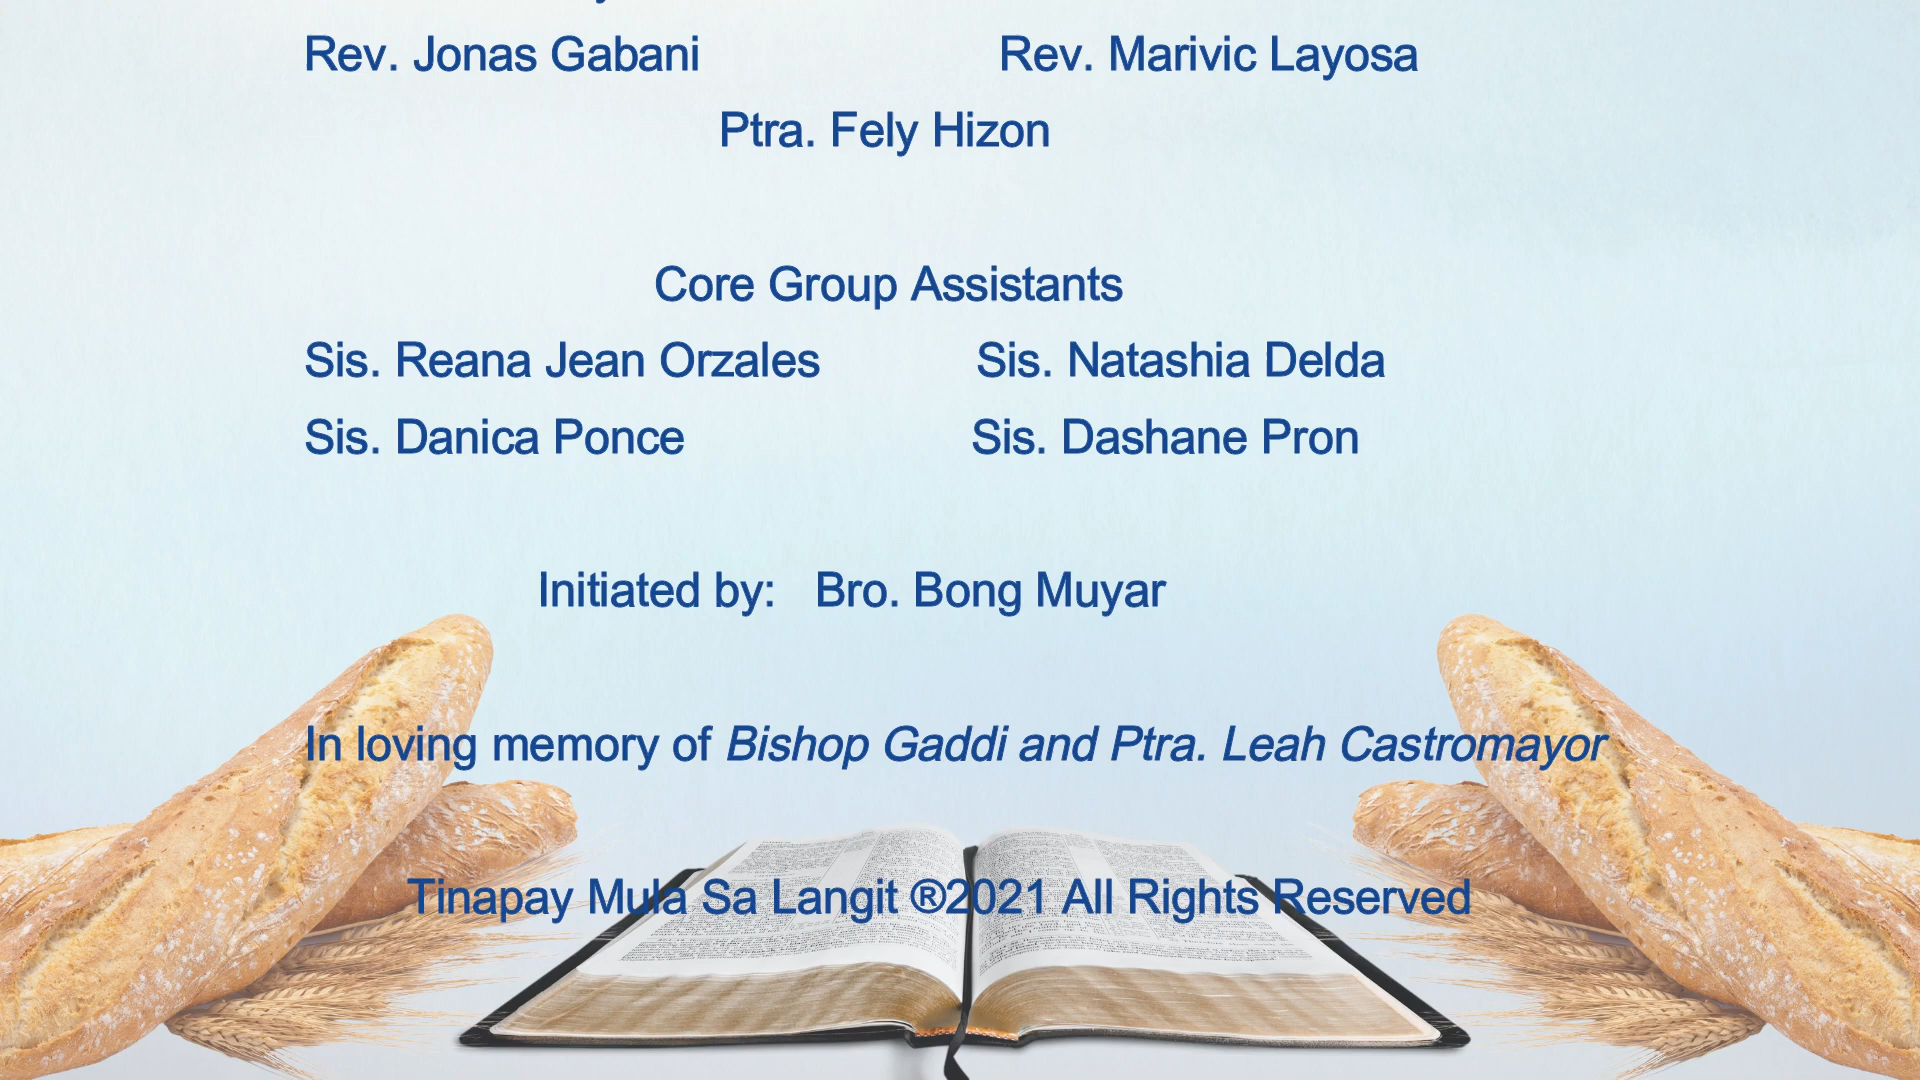 Rev. Jonas Gabani Rev. Marivic Layosa
Ptra. Fely Hizon
Core Group Assistants
Sis. Reana Jean Orzales Sis. Natashia Delda
Sis. Danica Ponce Sis. Dashane Pron
Initiated by: Bro. Bong Muyar
In loving memory of Bishop Gaddi and Ptra. Leah Castromayor
Tinapay Mula Sa Langit ®2021 All Rights Reserved